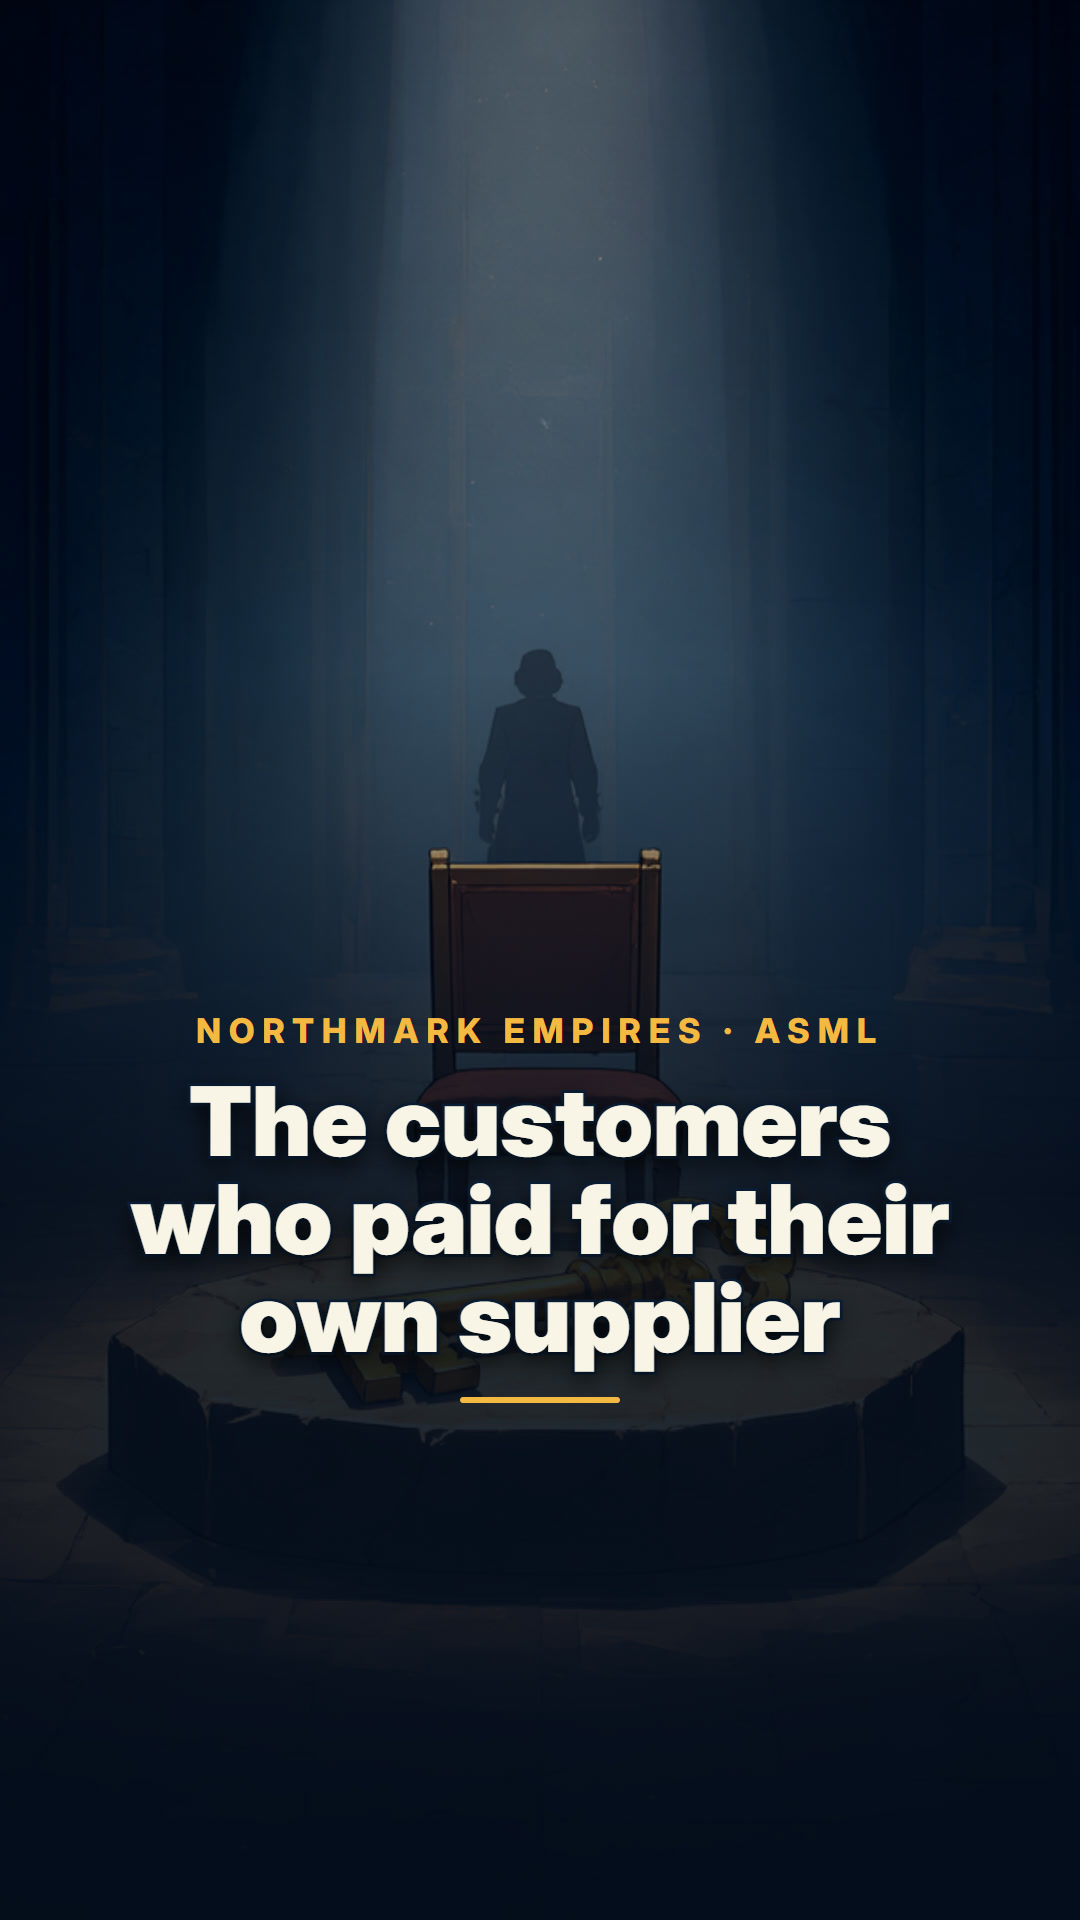 NORTHMARK EMPIRES · ASML
The customers
who paid for their
own supplier